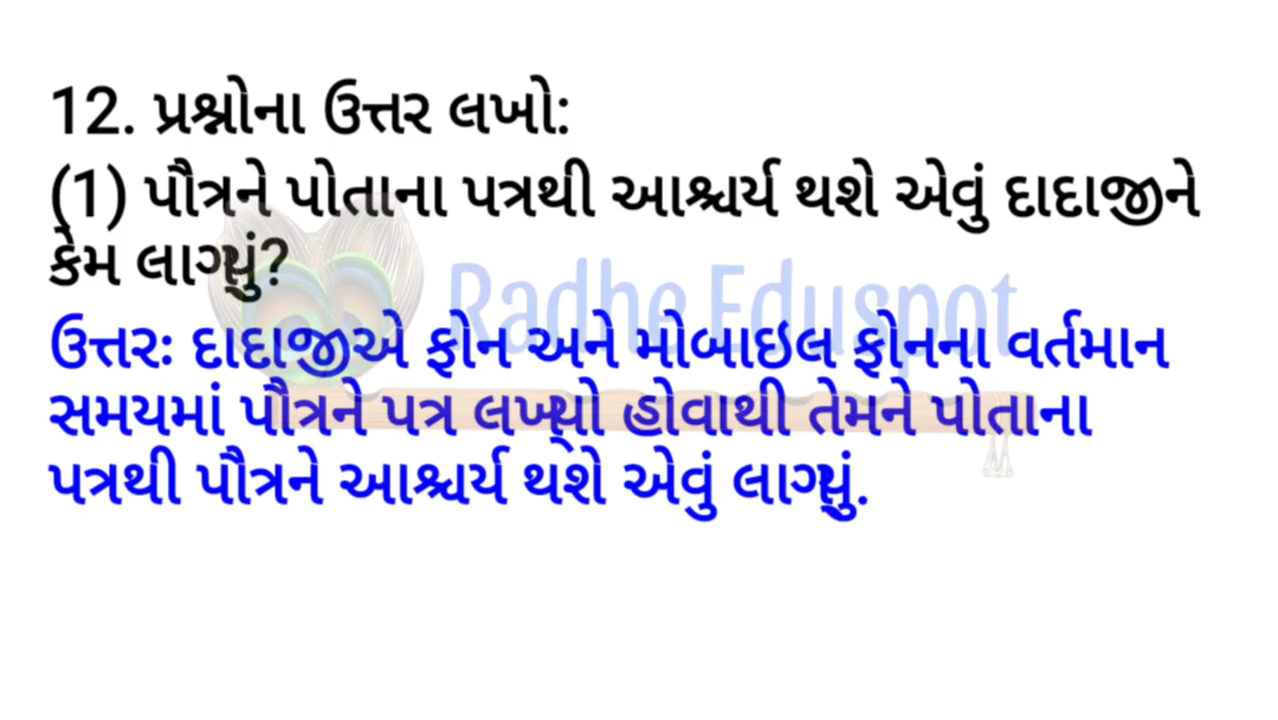 12. પ્રશ્નોના ઉત્તર લખો:
(1) પૌત્રને પોતાના પત્રથી આશ્ચર્ય થશે એવું દાદાજીને
કેમ લાગ્યું?
Radhe Eduspot
ઉત્તરઃ દાદાજીએ ફોન અને મોબાઇલ ફોનના વર્તમાન
સમયમાં પૌત્રને પત્ર લખ્યો હોવાથી તેમને પોતાના
પત્રથી પૌત્રને આશ્ચર્ય થશે એવું લાગ્યું.